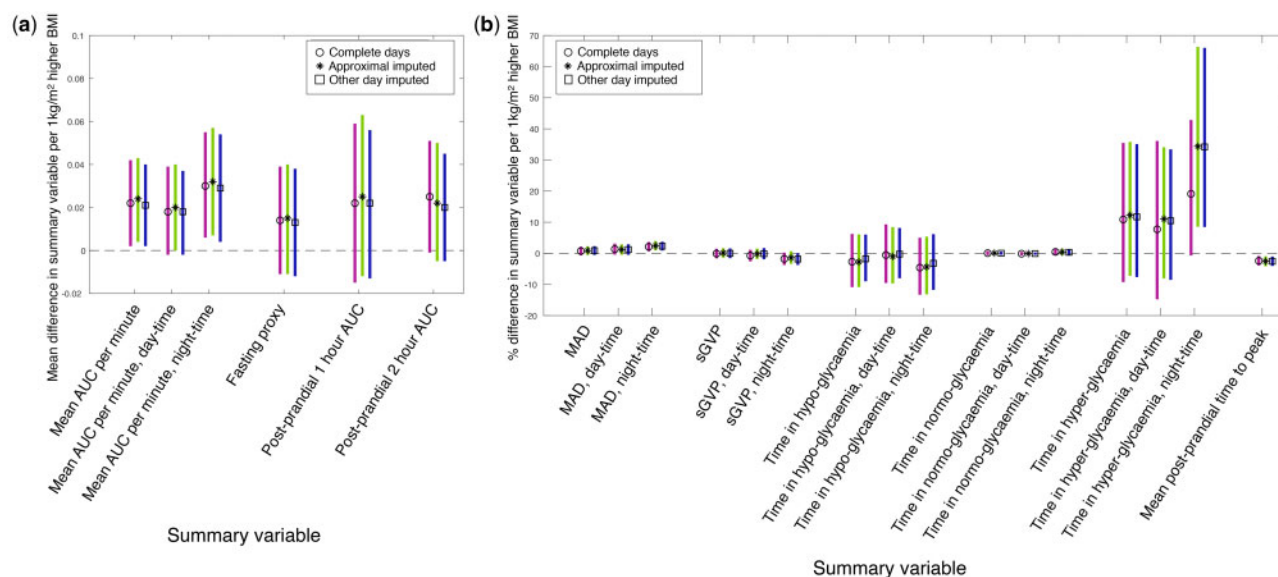 (a)
Mean difference in summary variable per 1kg/m² higher BMI
0.1
0.08
0.06
0.04
0.02
0
-0.02
Complete days
Approximal imputed
Other day imputed
Mean AUC per minute
Mean AUC per minute, day-time
Mean AUC per minute, night-time
Fasting proxy
Post-prandial 1 hour AUC
Post-prandial 2 hour AUC
Summary variable
(b)
% difference in summary variable per 1kg/m² higher BMI
70
60
50
40
30
20
10
0
-10
-20
Complete days
Approximal imputed
Other day imputed
MAD
MAD, day-time
MAD, night-time
sGVP
sGVP, day-time
sGVP, night-time
Time in hypo-glycaemia
Time in hypo-glycaemia, day-time
Time in hypo-glycaemia, night-time
Time in normo-glycaemia
Time in normo-glycaemia, day-time
Time in normo-glycaemia, night-time
Time in hyper-glycaemia
Time in hyper-glycaemia, day-time
Time in hyper-glycaemia, night-time
Mean post-prandial time to peak
Summary variable